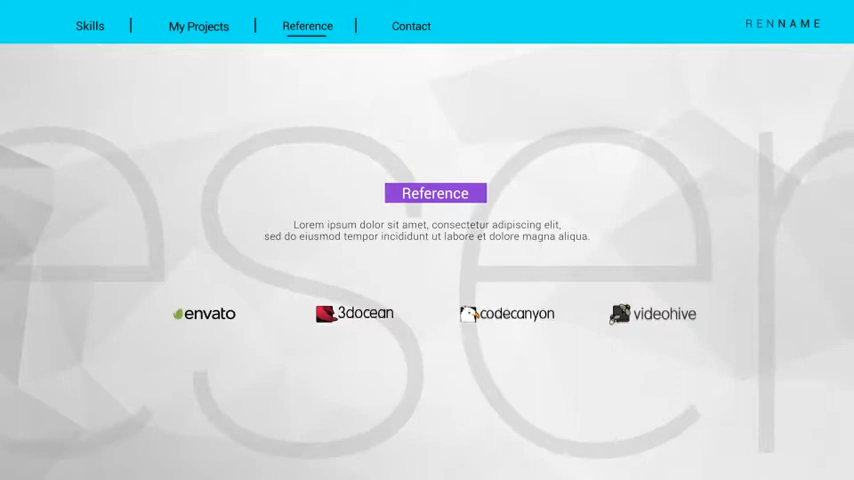 Skills | My Projects | Reference | Contact
RENNAME
eser
Reference
Lorem ipsum dolor sit amet, consectetur adipiscing elit,
sed do eiusmod tempor incididunt ut labore et dolore magna aliqua.
envato 3docean codecanyon videohive